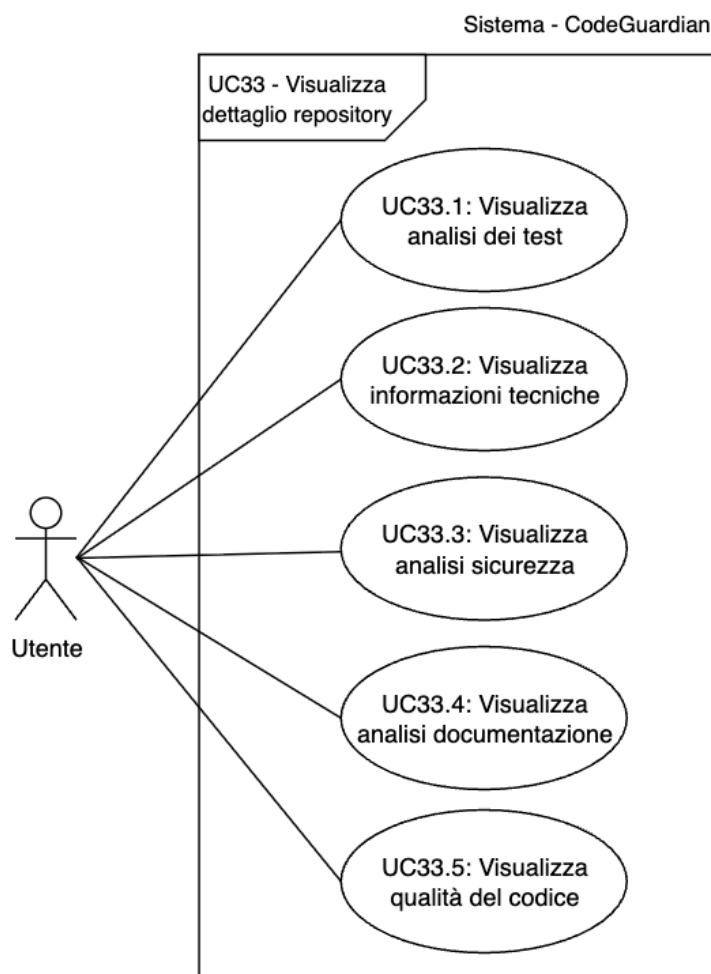 Sistema - CodeGuardian
UC33 - Visualizza
dettaglio repository
UC33.1: Visualizza
analisi dei test
UC33.2: Visualizza
informazioni tecniche
UC33.3: Visualizza
analisi sicurezza
Utente
UC33.4: Visualizza
analisi documentazione
UC33.5: Visualizza
qualità del codice